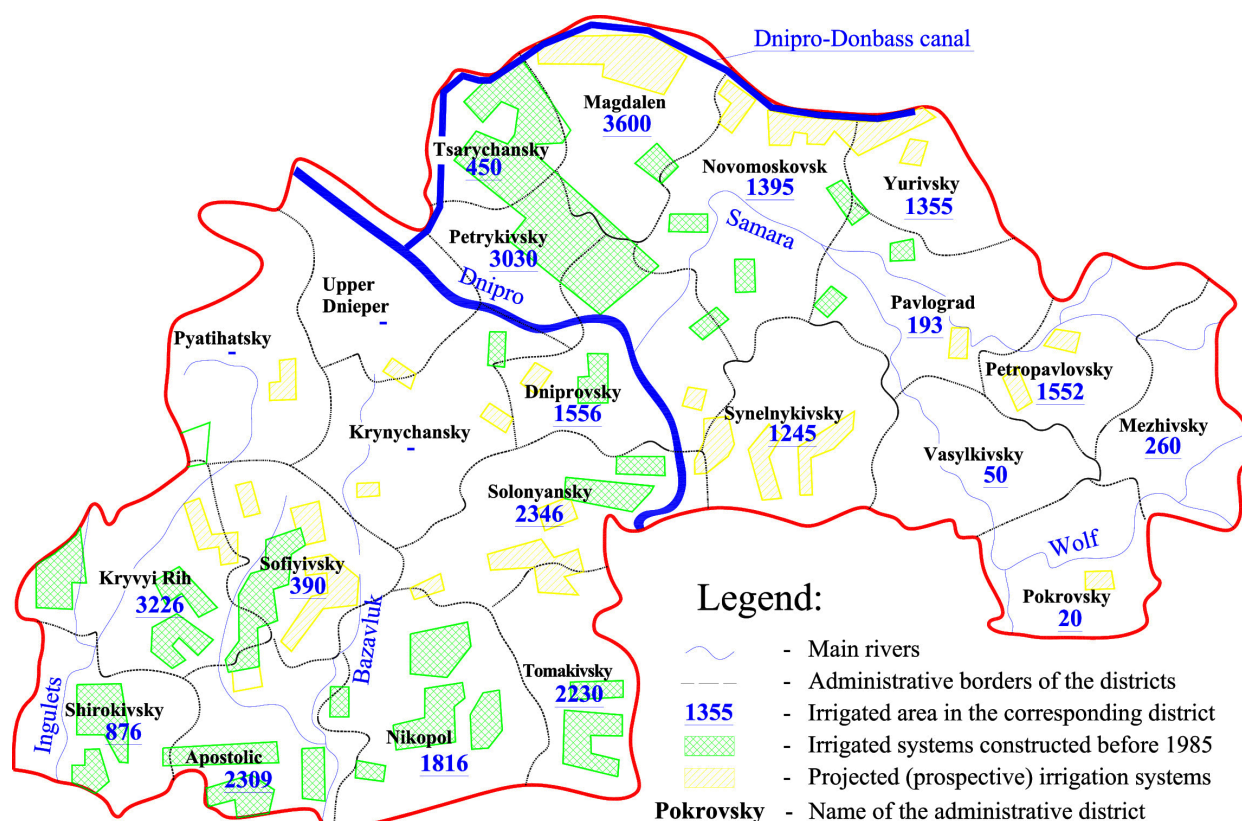 Dnipro-Donbass canal
Magdalen
3600
Tsarychansky
450
Novomoskovsk
1395
Yurivsky
1355
Samara
Petrykivsky
3030
Dnipro
Upper
Dnieper
-
Pavlograd
193
Pyatihatsky
-
Petropavlovsky
1552
Dniprovsky
1556
Synelnykivsky
1245
Mezhivsky
260
Krynychansky
-
Vasylkivsky
50
Solonyansky
2346
Wolf
Sofiyivsky
390
Kryvyi Rih
3226
Pokrovsky
20
Bazavluk
Ingulets
Tomakivsky
2230
Shirokivsky
876
Nikopol
1816
Apostolic
2309
Legend:
- Main rivers
- Administrative borders of the districts
1355 - Irrigated area in the corresponding district
- Irrigated systems constructed before 1985
- Projected (prospective) irrigation systems
Pokrovsky - Name of the administrative district